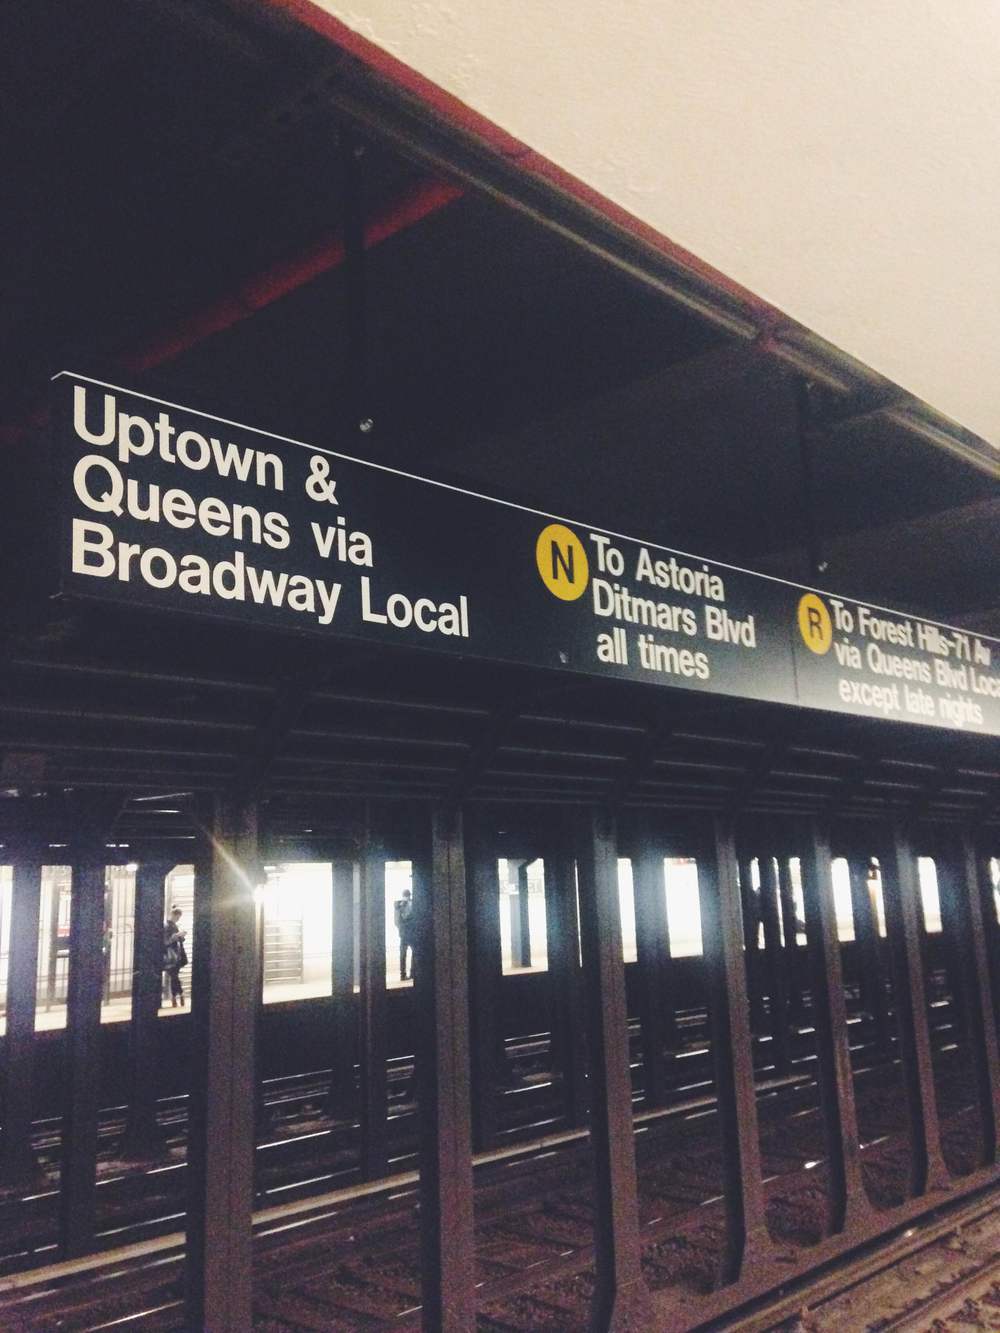 Uptown &
Queens via
Broadway Local
N
To Astoria
Ditmars Blvd
all times
R
To Forest Hills-71 Av
via Queens Blvd
except late nights